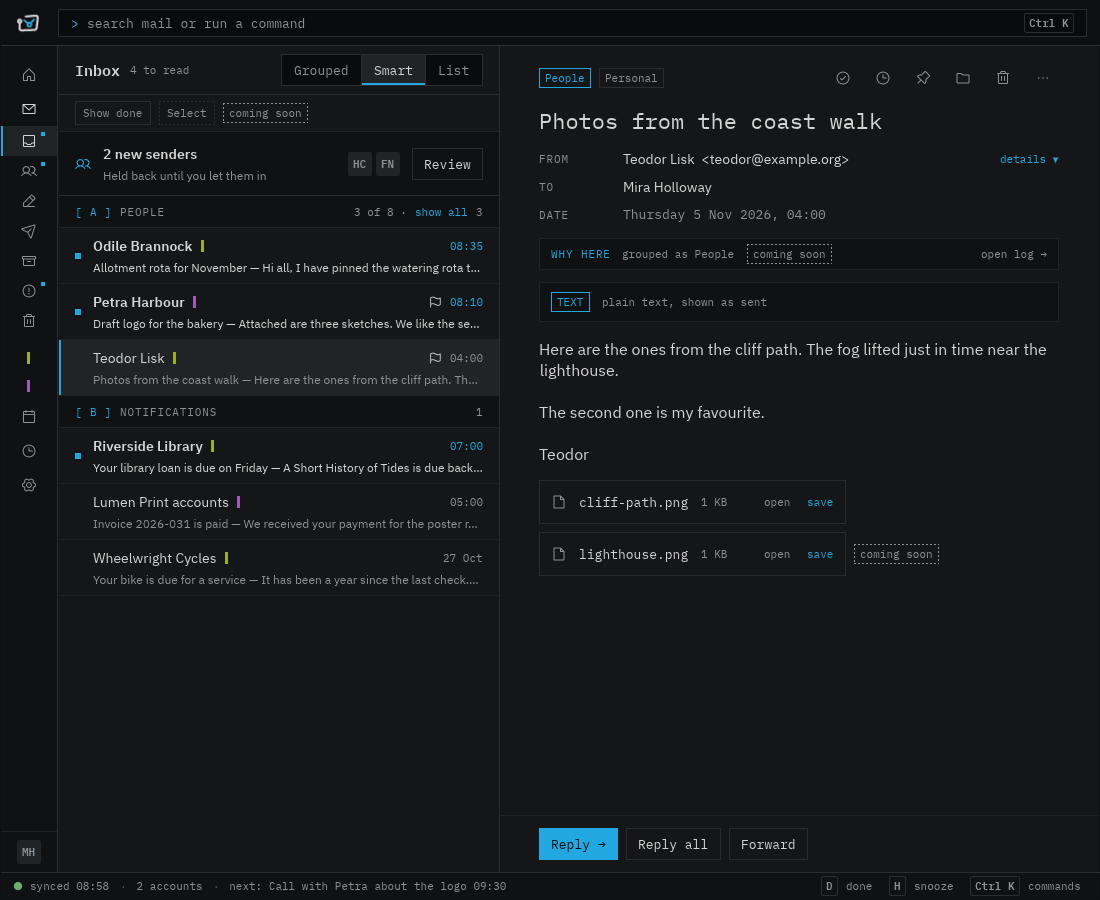 > search mail or run a command Ctrl K
Inbox 4 to read Grouped Smart List
Show done Select coming soon
2 new senders
Held back until you let them in
HC FN Review
[ A ] PEOPLE 3 of 8 · show all 3
Odile Brannock 08:35
Allotment rota for November — Hi all, I have pinned the watering rota t...
Petra Harbour 08:10
Draft logo for the bakery — Attached are three sketches. We like the se...
Teodor Lisk 04:00
Photos from the coast walk — Here are the ones from the cliff path. Th...
[ B ] NOTIFICATIONS 1
Riverside Library 07:00
Your library loan is due on Friday — A Short History of Tides is due back...
Lumen Print accounts 05:00
Invoice 2026-031 is paid — We received your payment for the poster r...
Wheelwright Cycles 27 Oct
Your bike is due for a service — It has been a year since the last check....
MH
People Personal
Photos from the coast walk
FROM Teodor Lisk <teodor@example.org> details ▾
TO Mira Holloway
DATE Thursday 5 Nov 2026, 04:00
WHY HERE grouped as People coming soon open log →
TEXT plain text, shown as sent
Here are the ones from the cliff path. The fog lifted just in time near the
lighthouse.
The second one is my favourite.
Teodor
cliff-path.png 1 KB open save
lighthouse.png 1 KB open save coming soon
Reply → Reply all Forward
synced 08:58 · 2 accounts · next: Call with Petra about the logo 09:30 D done H snooze Ctrl K commands